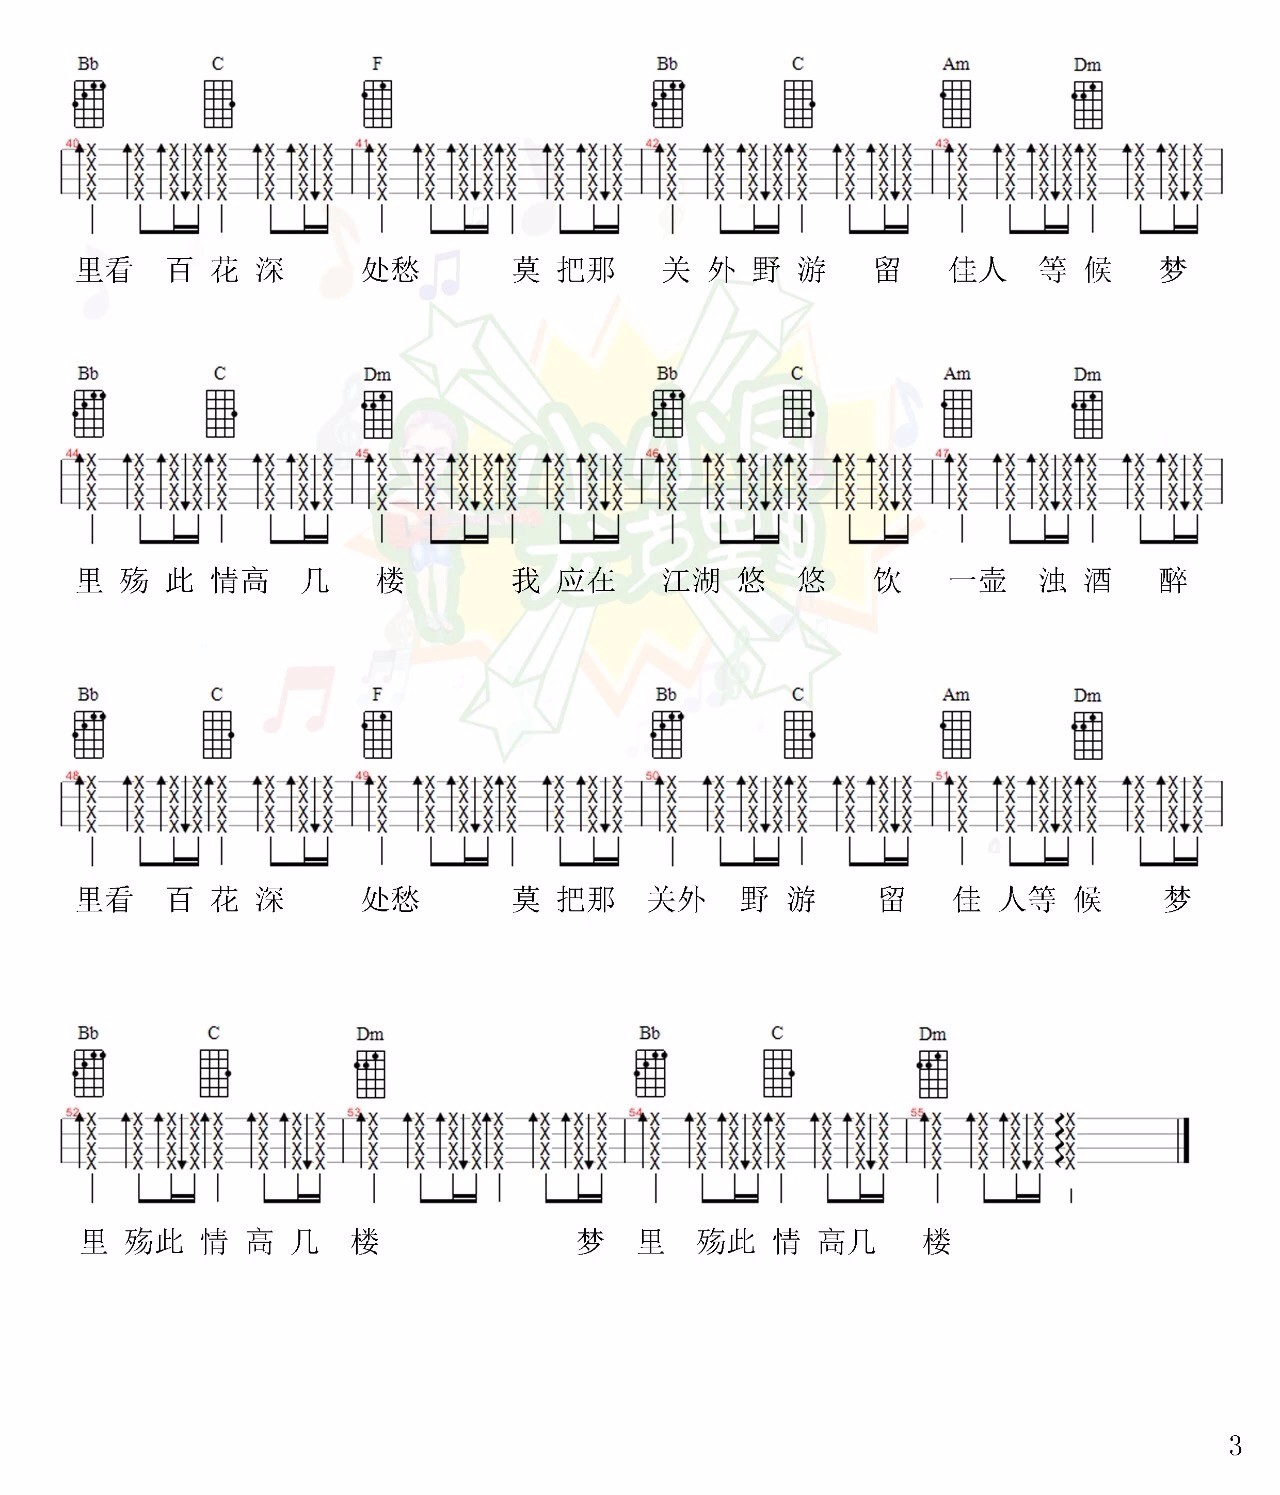 Bb C F Bb C Am Dm
40 41 42 43
里看 百 花 深 处愁 莫 把那 关 外 野 游 留 佳人 等 候 梦
Bb C Dm Bb C Am Dm
44 45 46 47
里 殇 此 情高 几 楼 我 应在 江湖 悠 悠 饮 一壶 浊 酒 醉
Bb C F Bb C Am Dm
48 49 50 51
里看 百 花 深 处愁 莫 把那 关外 野 游 留 佳 人等 候 梦
Bb C Dm Bb C Dm
52 53 54 55
里 殇此 情 高 几 楼 梦 里 殇此 情 高几 楼
3